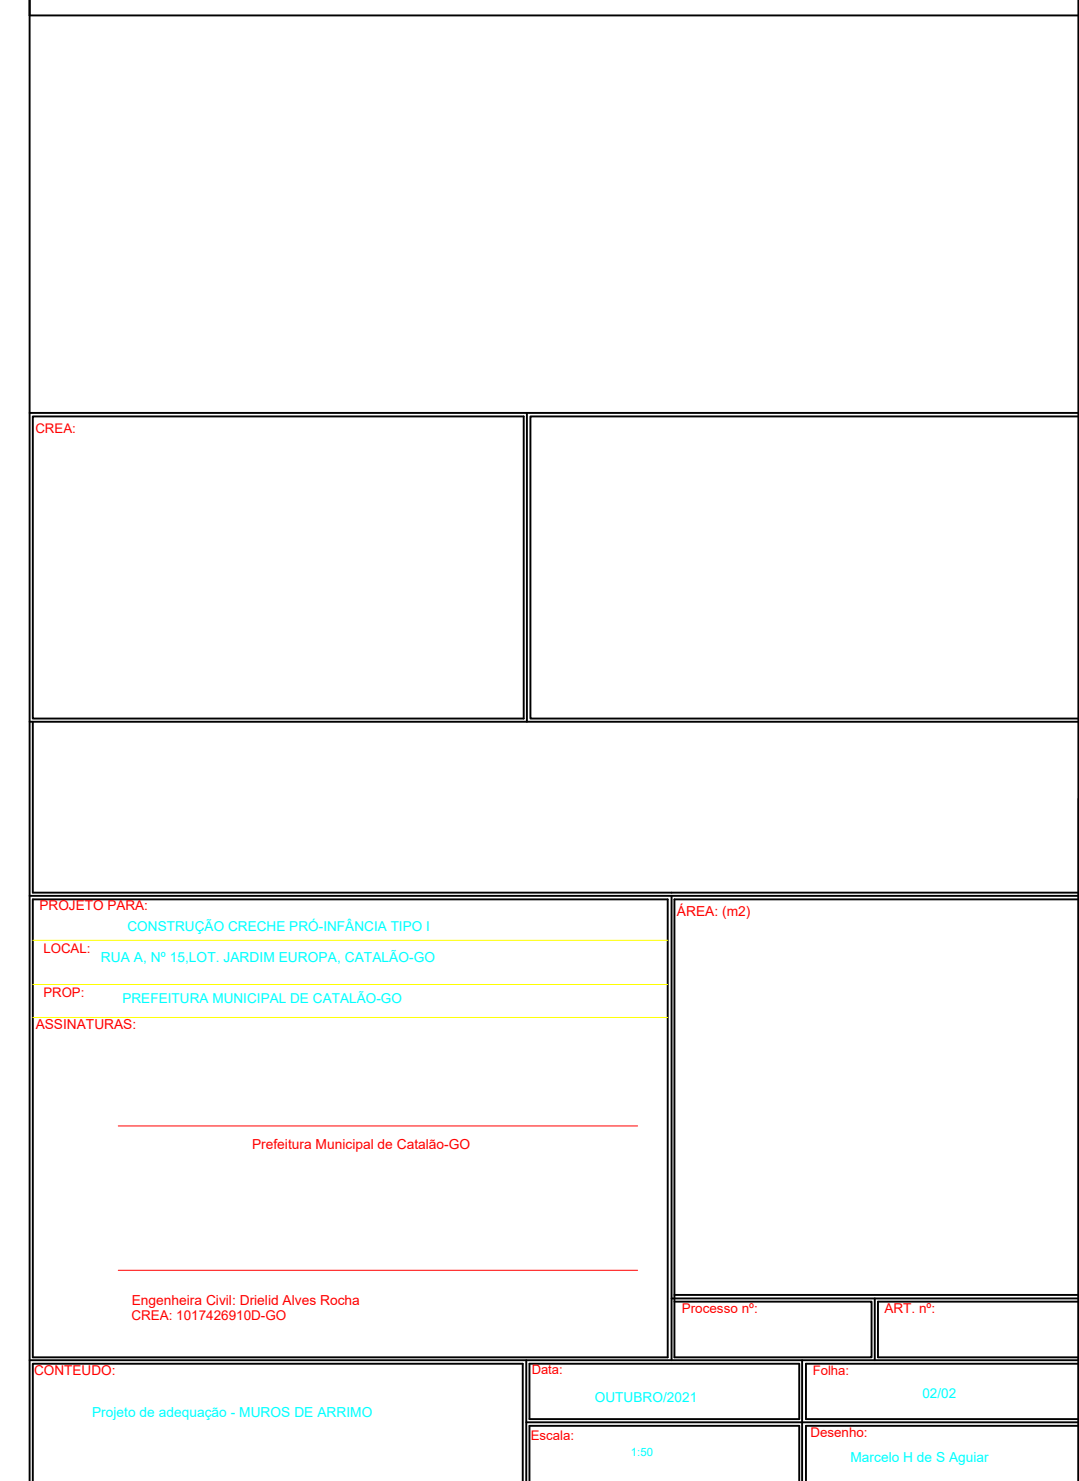 CREA:
PROJETO PARA:
CONSTRUÇÃO CRECHE PRÓ-INFÂNCIA TIPO I
LOCAL: RUA A, Nº 15,LOT. JARDIM EUROPA, CATALÃO-GO
PROP: PREFEITURA MUNICIPAL DE CATALÃO-GO
ASSINATURAS:
Prefeitura Municipal de Catalão-GO
Engenheira Civil: Drielid Alves Rocha
CREA: 1017426910D-GO
ÁREA: (m2)
Processo nº:
ART. nº:
CONTEUDO:
Projeto de adequação - MUROS DE ARRIMO
Data:
OUTUBRO/2021
Folha:
02/02
Escala:
1:50
Desenho:
Marcelo H de S Aguiar